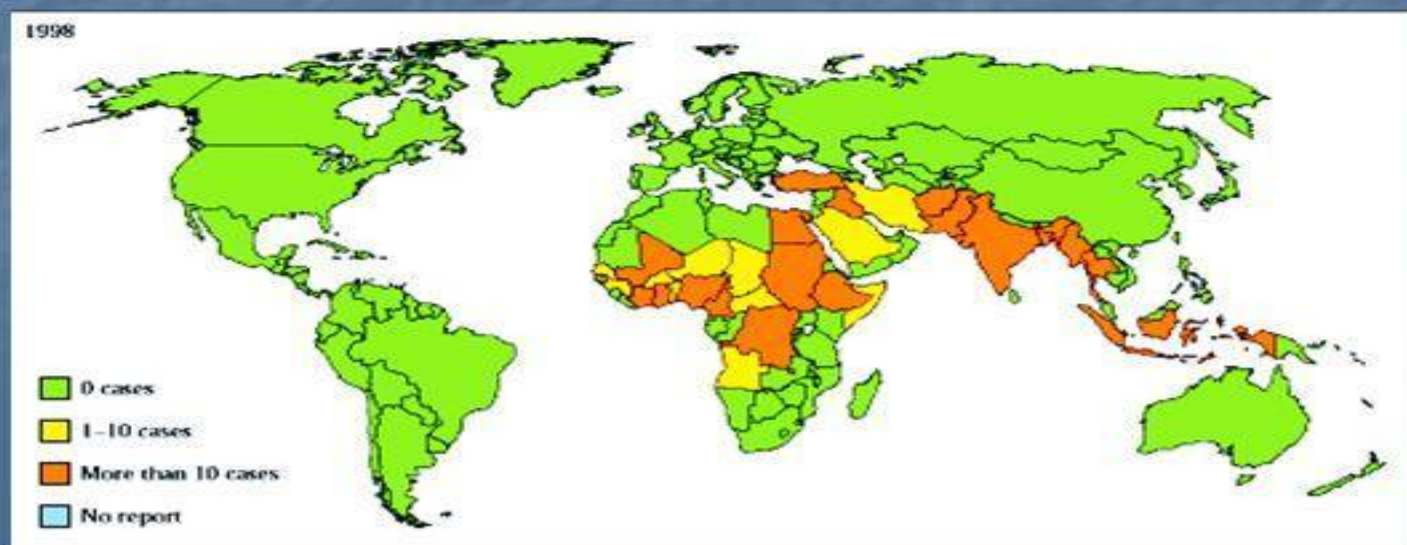 1998
0 cases
1–10 cases
More than 10 cases
No report